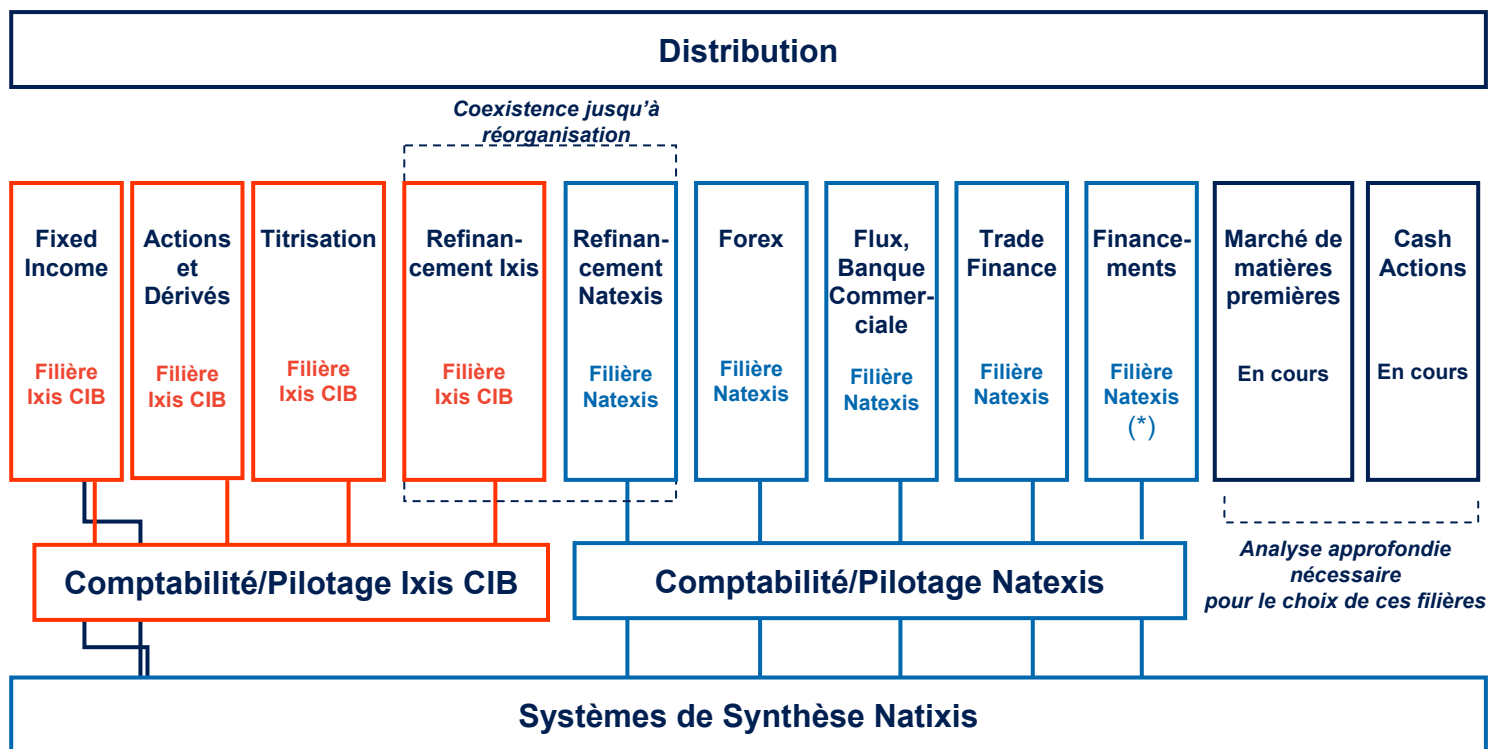 Distribution
Coexistence jusqu’à
réorganisation
Fixed
Income
Filière
Ixis CIB
Actions
et
Dérivés
Filière
Ixis CIB
Titrisation
Filière
Ixis CIB
Refinan-
cement Ixis
Filière
Ixis CIB
Refinan-
cement
Natexis
Filière
Natexis
Forex
Filière
Natexis
Flux,
Banque
Commer-
ciale
Filière
Natexis
Trade
Finance
Filière
Natexis
Finance-
ments
Filière
Natexis
(*)
Marché de
matières
premières
En cours
Cash
Actions
En cours
Comptabilité/Pilotage Ixis CIB
Comptabilité/Pilotage Natexis
Analyse approfondie
nécessaire
pour le choix de ces filières
Systèmes de Synthèse Natixis